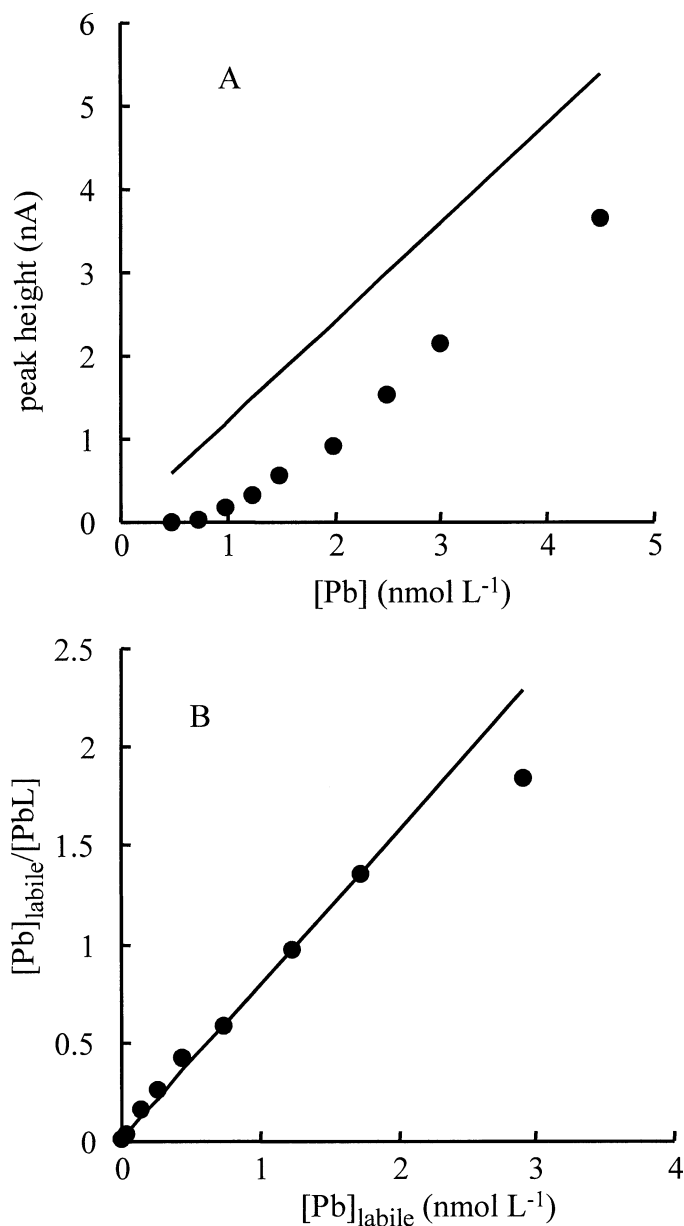 6
A
5
4
3
2
1
0
peak height (nA)
0 1 2 3 4 5
[Pb] (nmol L⁻¹)
2.5
B
2
1.5
1
0.5
0
[Pb]labile/[PbL]
0 1 2 3 4
[Pb]labile (nmol L⁻¹)